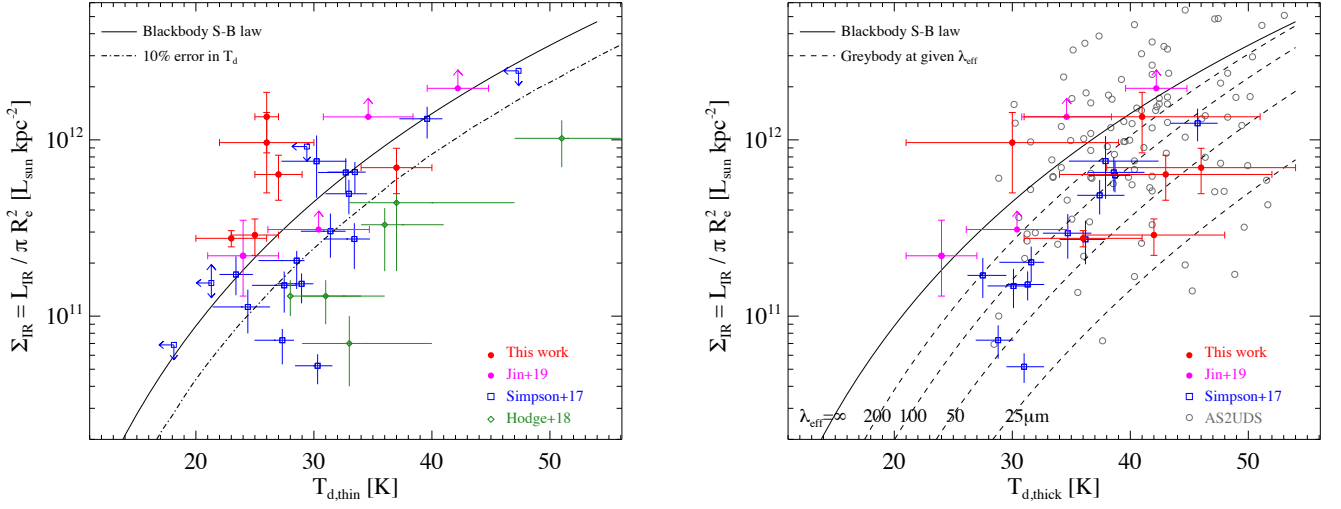 Blackbody S-B law
10% error in T_d
Σ_IR = L_IR / π R_e^2 [L_sun kpc^-2]
10^12
10^11
This work
Jin+19
Simpson+17
Hodge+18
20 30 40 50
T_d,thin [K]
Blackbody S-B law
Greybody at given λ_eff
Σ_IR = L_IR / π R_e^2 [L_sun kpc^-2]
10^12
10^11
This work
Jin+19
Simpson+17
AS2UDS
λ_eff=∞ 200 100 50 25μm
20 30 40 50
T_d,thick [K]